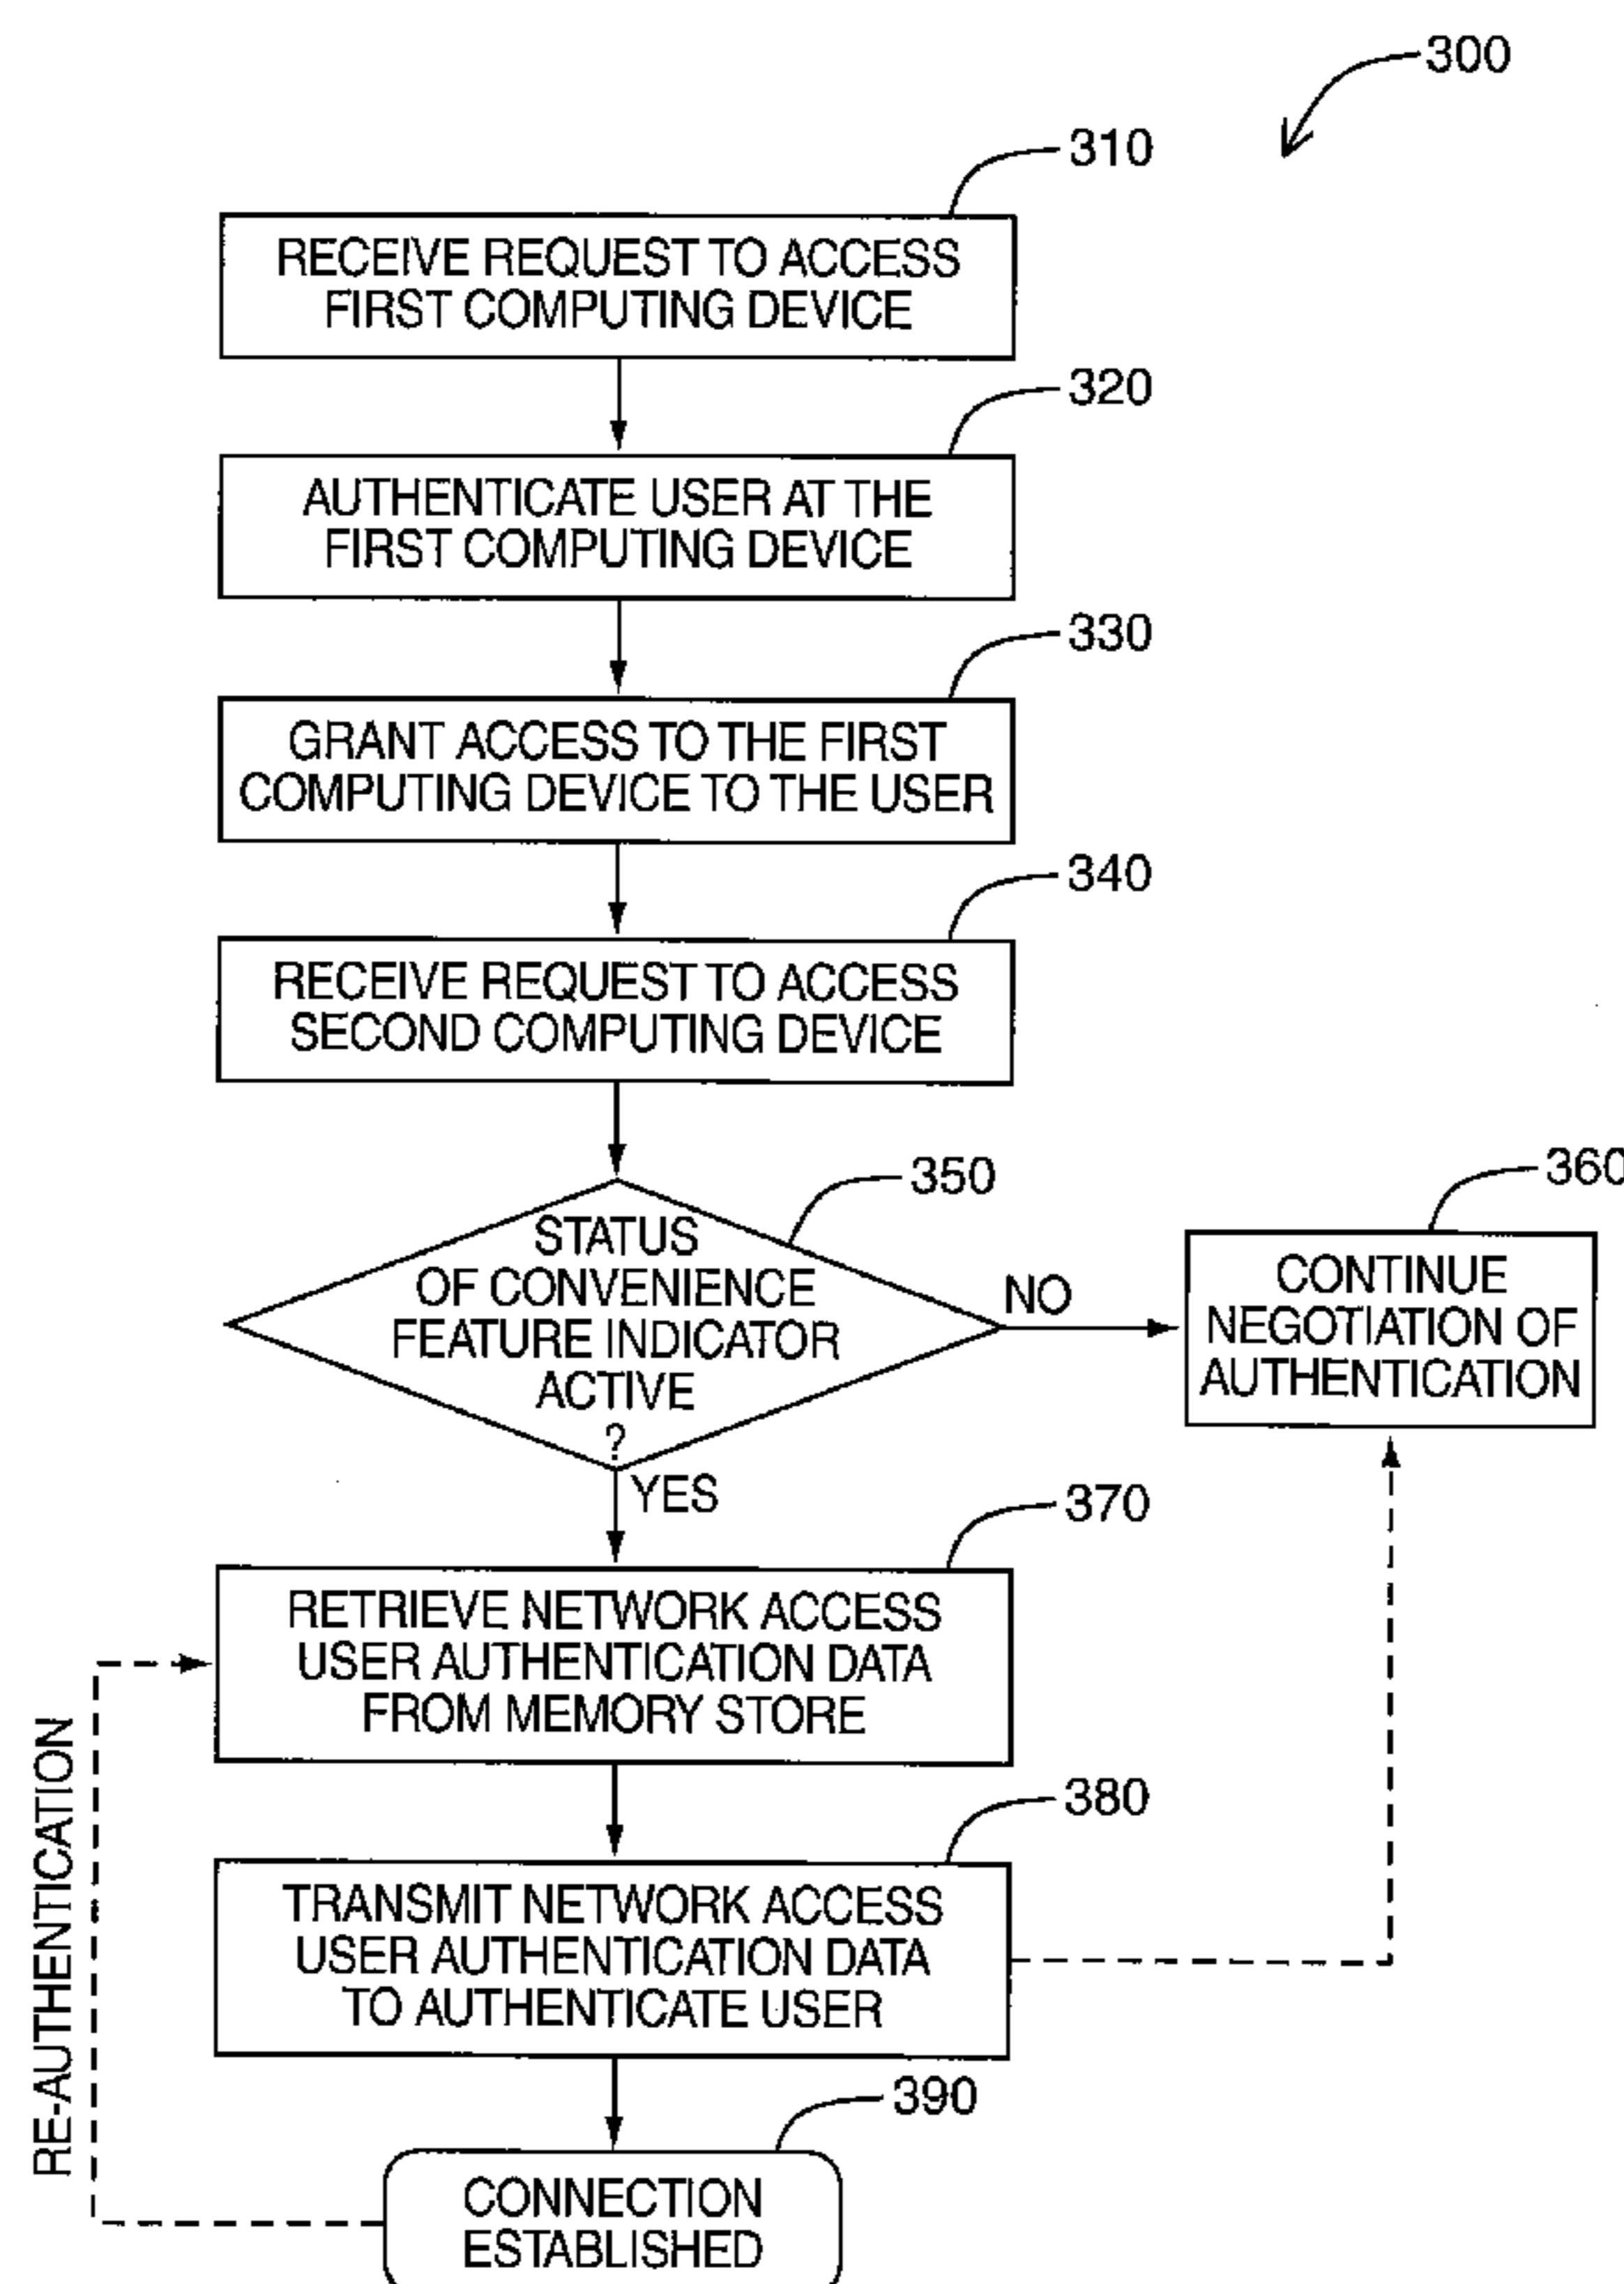 300
310
RECEIVE REQUEST TO ACCESS
FIRST COMPUTING DEVICE
320
AUTHENTICATE USER AT THE
FIRST COMPUTING DEVICE
330
GRANT ACCESS TO THE FIRST
COMPUTING DEVICE TO THE USER
340
RECEIVE REQUEST TO ACCESS
SECOND COMPUTING DEVICE
350
STATUS
OF CONVENIENCE
FEATURE INDICATOR
ACTIVE
?
NO
360
CONTINUE
NEGOTIATION OF
AUTHENTICATION
YES
370
RETRIEVE NETWORK ACCESS
USER AUTHENTICATION DATA
FROM MEMORY STORE
380
TRANSMIT NETWORK ACCESS
USER AUTHENTICATION DATA
TO AUTHENTICATE USER
RE-AUTHENTICATION
390
CONNECTION
ESTABLISHED